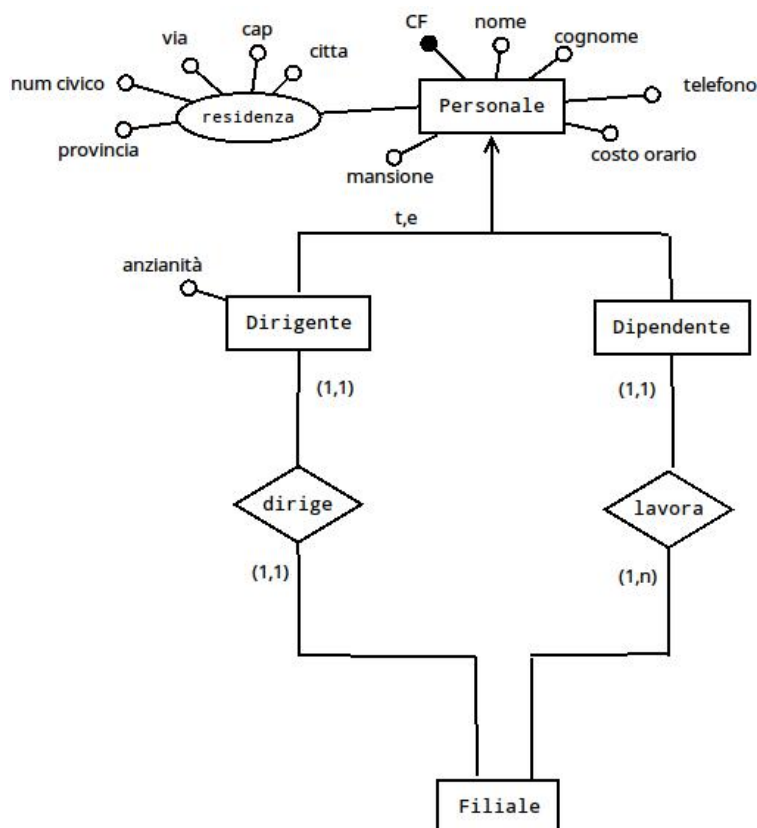 CF
nome
cognome
via
cap
citta
num civico
telefono
residenza
Personale
provincia
costo orario
mansione
t,e
anzianità
Dirigente
Dipendente
(1,1)
(1,1)
dirige
lavora
(1,1)
(1,n)
Filiale